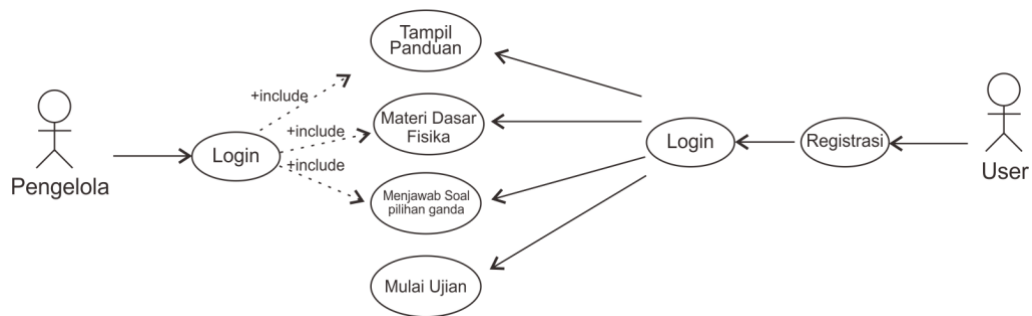 Tampil
Panduan
+include
Materi Dasar
Fisika
+include
Login
Login
Registrasi
+include
Pengelola
User
Menjawab Soal
pilihan ganda
Mulai Ujian